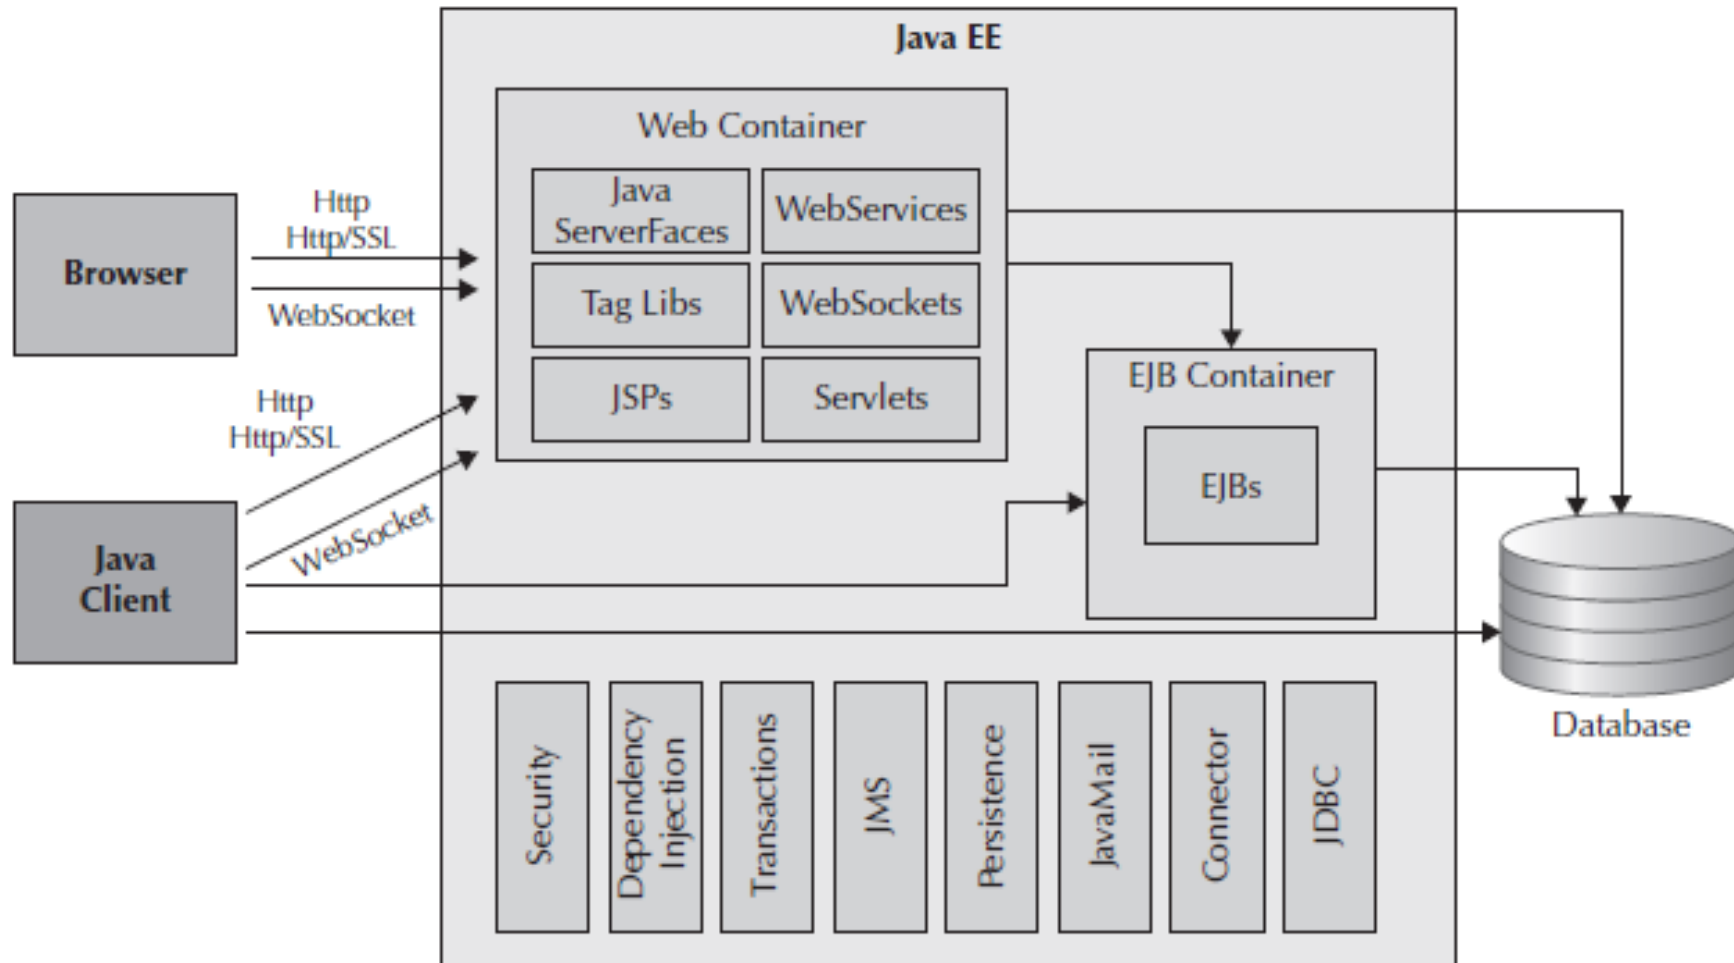 Java EE
Web Container
Java
ServerFaces
WebServices
Tag Libs
WebSockets
JSPs
Servlets
Http
Http/SSL
Browser
WebSocket
Http
Http/SSL
WebSocket
Java
Client
EJB Container
EJBs
Database
Security
Dependency
Injection
Transactions
JMS
Persistence
JavaMail
Connector
JDBC